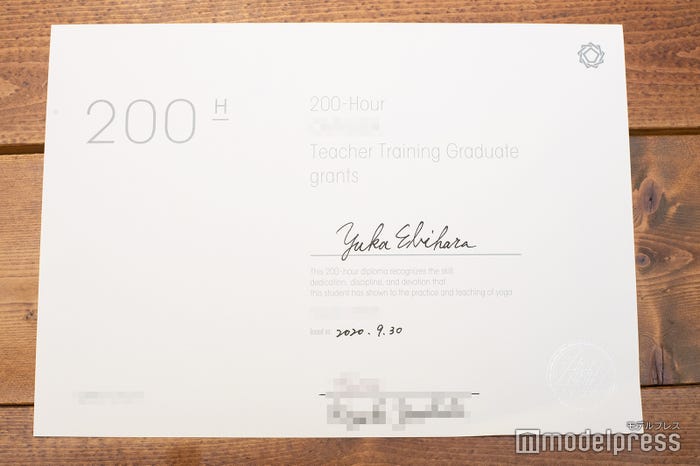 200 H
200-Hour
Teacher Training Graduate
grants
Yuka Ebihara
This 200-hour diploma recognizes the skill,
dedication, discipline, and devotion that
this student has shown to the practice and teaching of yoga
Issued on 2020. 9. 30
モデルプレス
modelpress